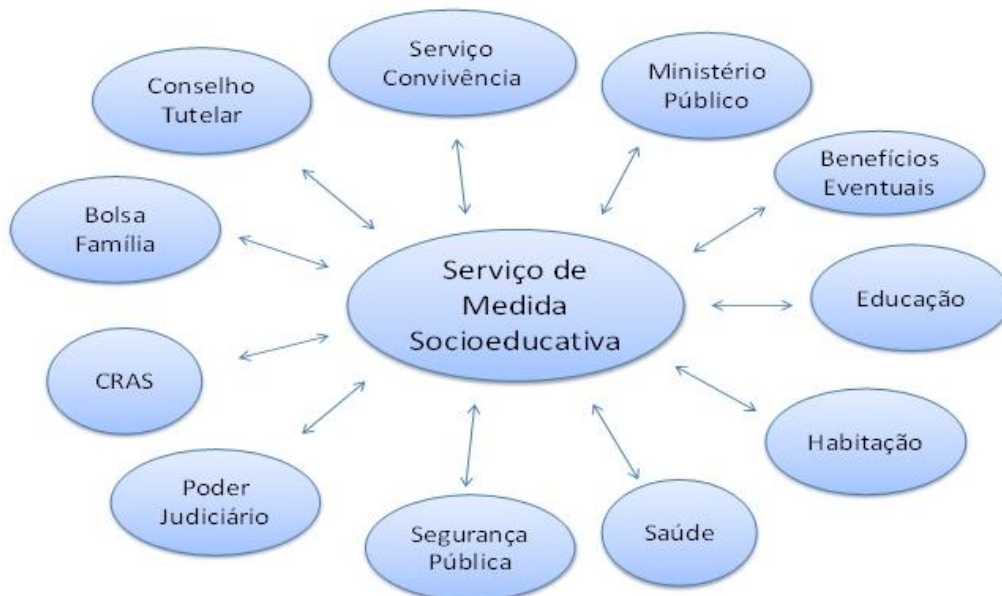 Serviço
Convivência
Ministério
Público
Conselho
Tutelar
Benefícios
Eventuais
Bolsa
Família
Serviço de
Medida
Socioeducativa
Educação
CRAS
Habitação
Poder
Judiciário
Segurança
Pública
Saúde